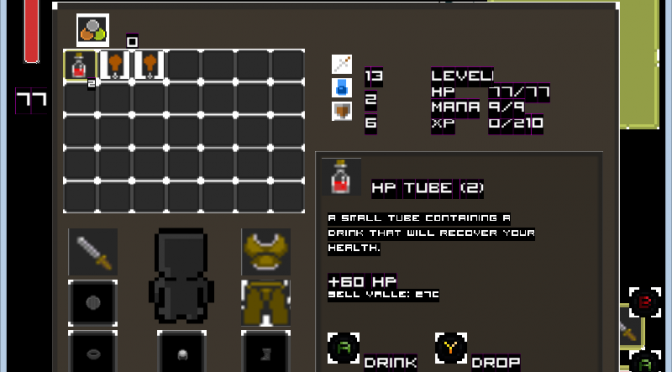 0
2
77
13 LEVEL
2 HP 77/77
MANA 9/9
6 XP 0/210
HP TUBE (2)
A SMALL TUBE CONTAINING A
DRINK THAT WILL RECOVER YOUR
HEALTH.
+60 HP
SELL VALUE: 27C
A DRINK Y DROP
B
A